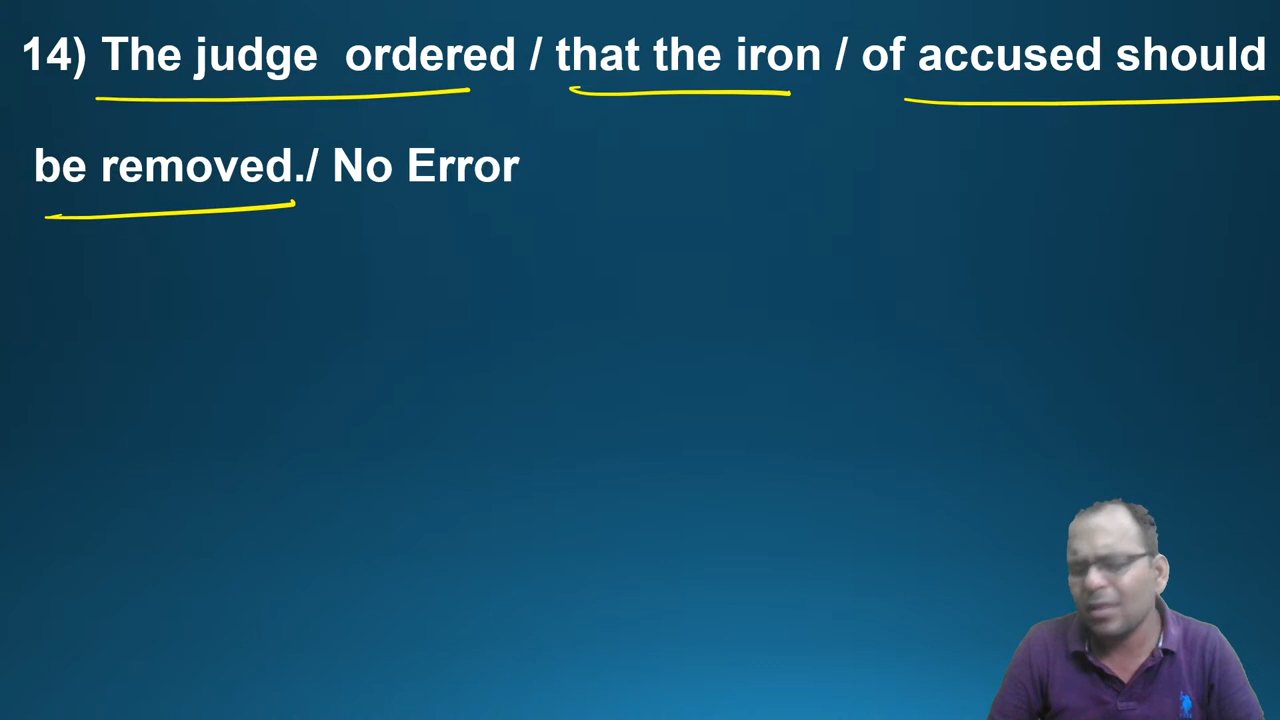 14) The judge ordered / that the iron / of accused should
be removed./ No Error